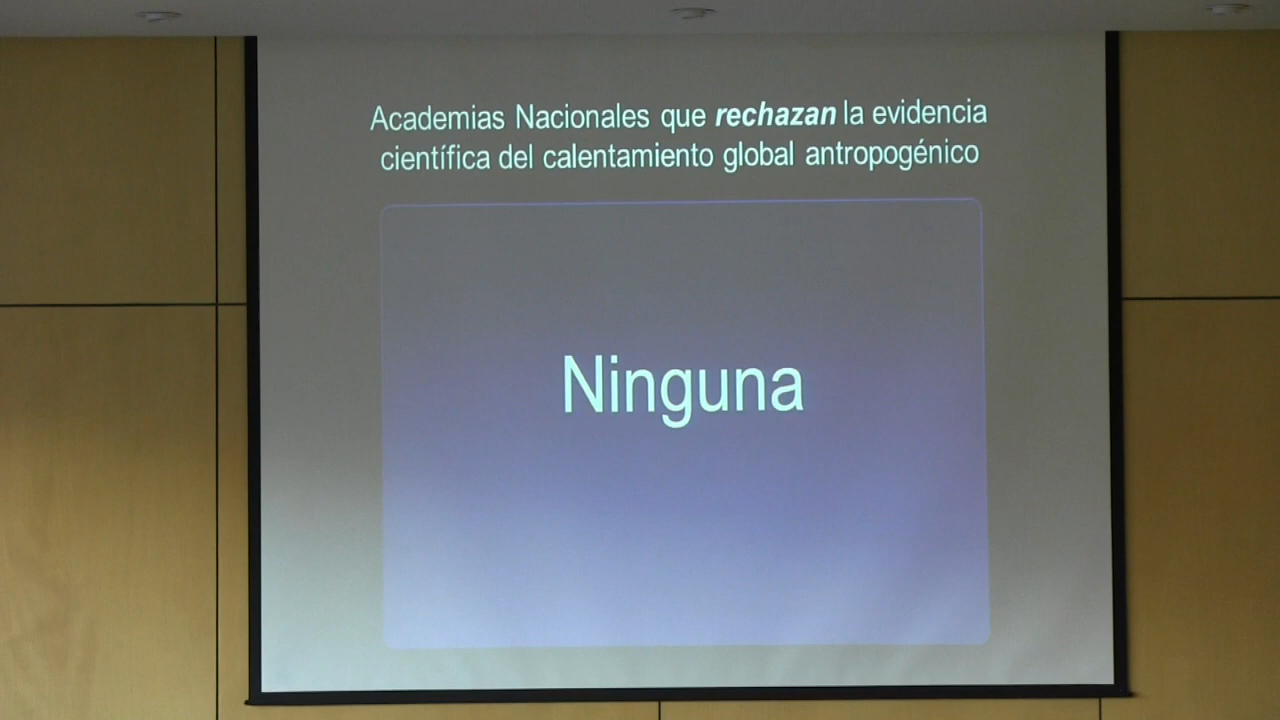 Academias Nacionales que rechazan la evidencia
científica del calentamiento global antropogénico
Ninguna